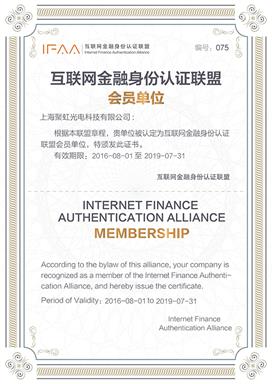 IFAA 互联网金融身份认证联盟
Internet Finance Authentication Alliance
编号：075
互联网金融身份认证联盟
会员单位
上海聚虹光电科技有限公司：
根据本联盟章程，贵单位被认定为互联网金融身份认证
联盟会员单位，特颁发此证书。
有效期限：2016-08-01 至 2019-07-31
互联网金融身份认证联盟
INTERNET FINANCE
AUTHENTICATION ALLIANCE
MEMBERSHIP
According to the bylaw of this alliance, your company is
recognized as a member of the Internet Finance Authenti-
cation Alliance, and hereby issue the certificate.
Period of Validity: 2016-08-01 to 2019-07-31
Internet Finance
Authentication Alliance